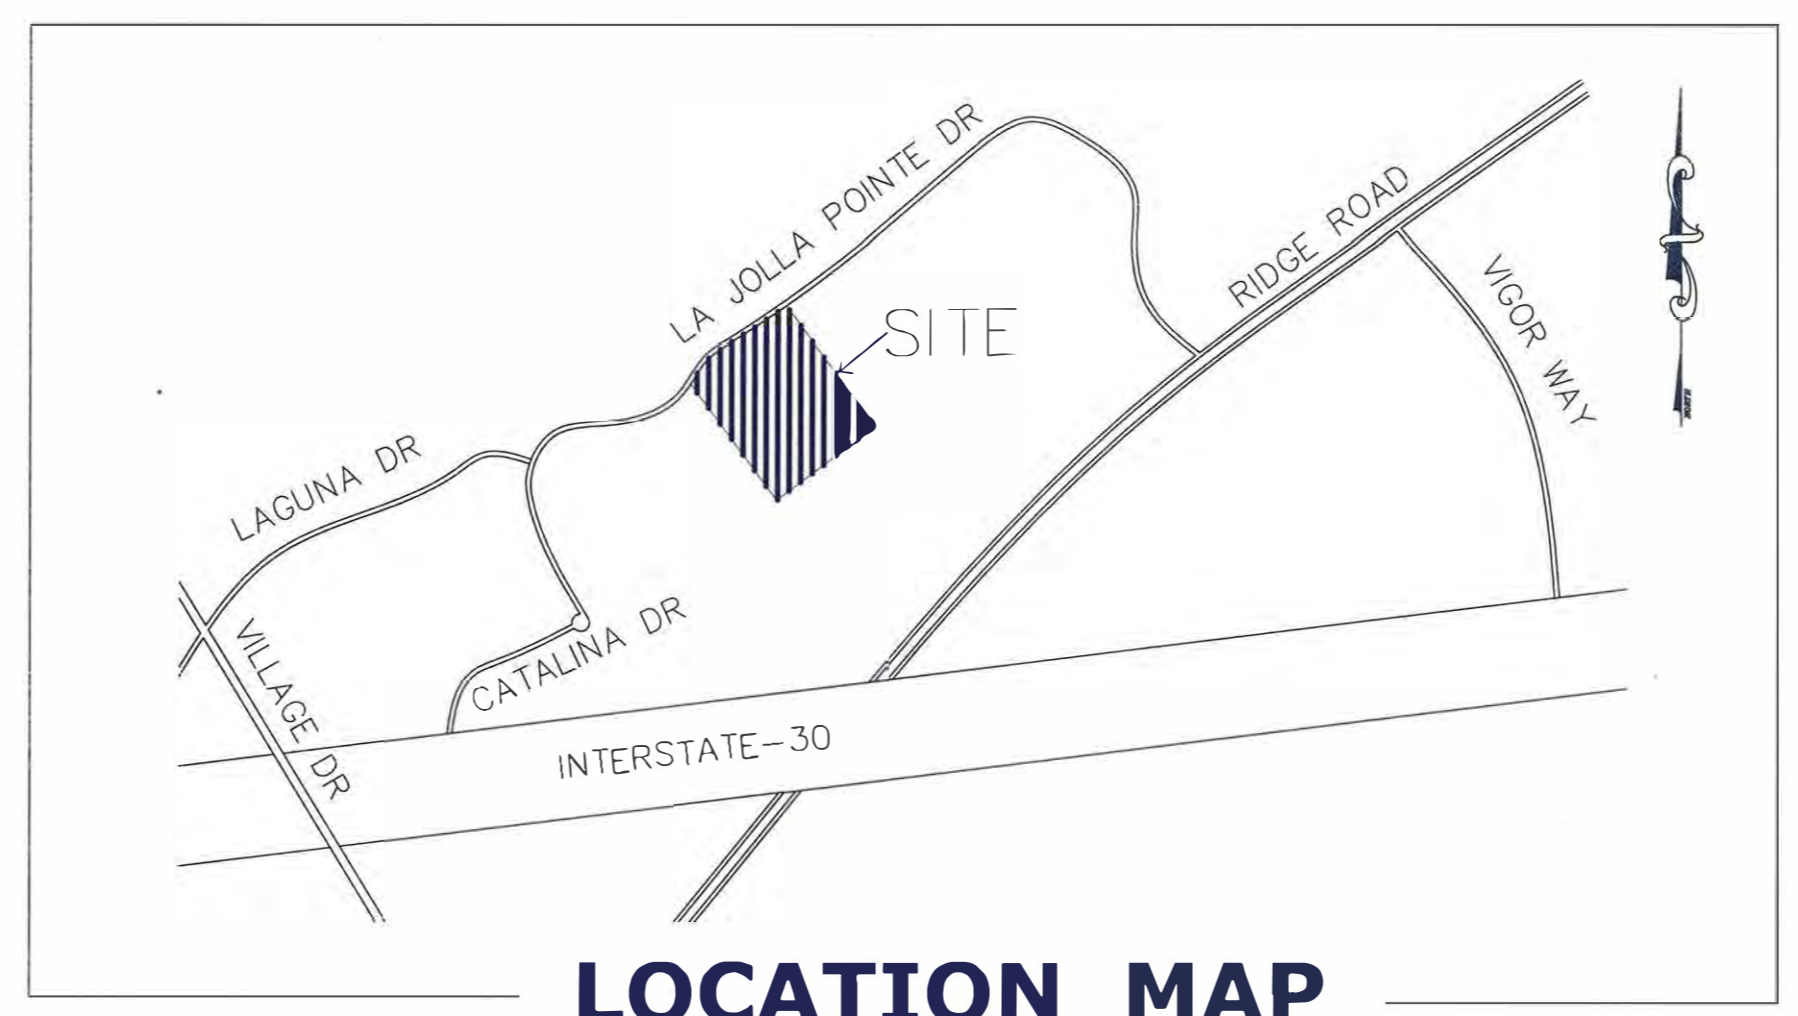 LA JOLLA POINTE DR
RIDGE ROAD
VIGOR WAY
SITE
NORTH
LAGUNA DR
VILLAGE DR
CATALINA DR
INTERSTATE-30
LOCATION MAP